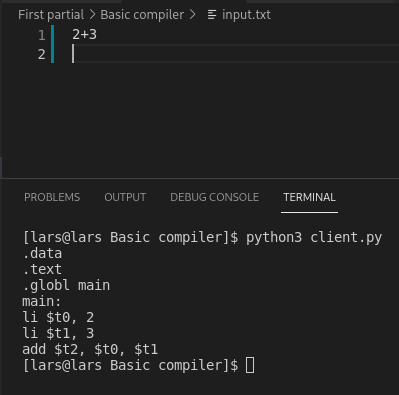 First partial > Basic compiler > input.txt
1 2+3
2
PROBLEMS OUTPUT DEBUG CONSOLE TERMINAL
[lars@lars Basic compiler]$ python3 client.py
.data
.text
.globl main
main:
li $t0, 2
li $t1, 3
add $t2, $t0, $t1
[lars@lars Basic compiler]$